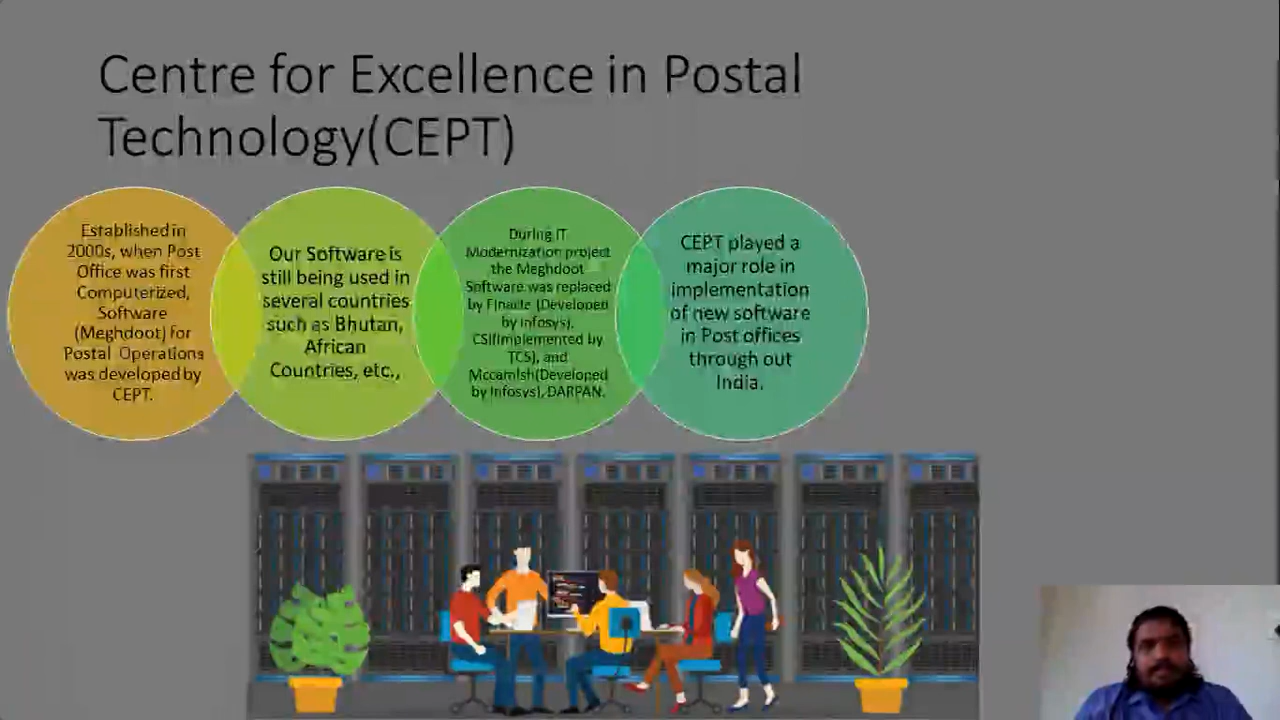 Centre for Excellence in Postal
Technology(CEPT)
Established in
2000s, when Post
Office was first
Computerized,
Software
(Meghdoot) for
Postal Operations
was developed by
CEPT.
Our Software is
still being used in
several countries
such as Bhutan,
African
Countries, etc.,
During IT
Modernization project
the Meghdoot
Software was replaced
by Finacle (Developed
by Infosys),
CSI(Implemented by
TCS), and
Mccamish(Developed
by Infosys), DARPAN.
CEPT played a
major role in
implementation
of new software
in Post offices
through out
India.